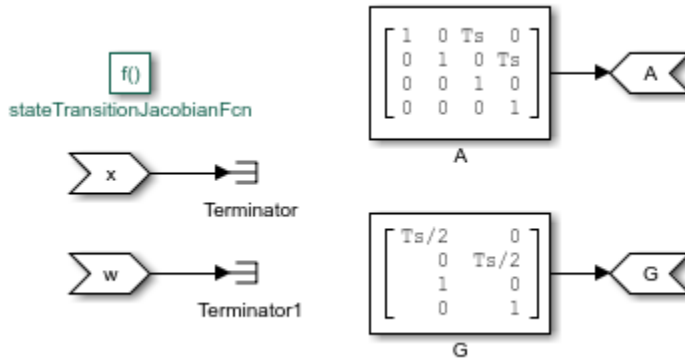 f()
stateTransitionJacobianFcn
x
Terminator
w
Terminator1
1 0 Ts 0
0 1 0 Ts
0 0 1 0
0 0 0 1
A
A
Ts/2 0
0 Ts/2
1 0
0 1
G
G